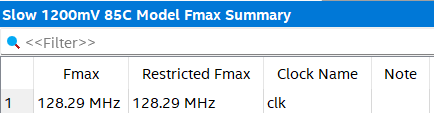 Slow 1200mV 85C Model Fmax Summary
<<Filter>>
Fmax Restricted Fmax Clock Name Note
1 128.29 MHz 128.29 MHz clk